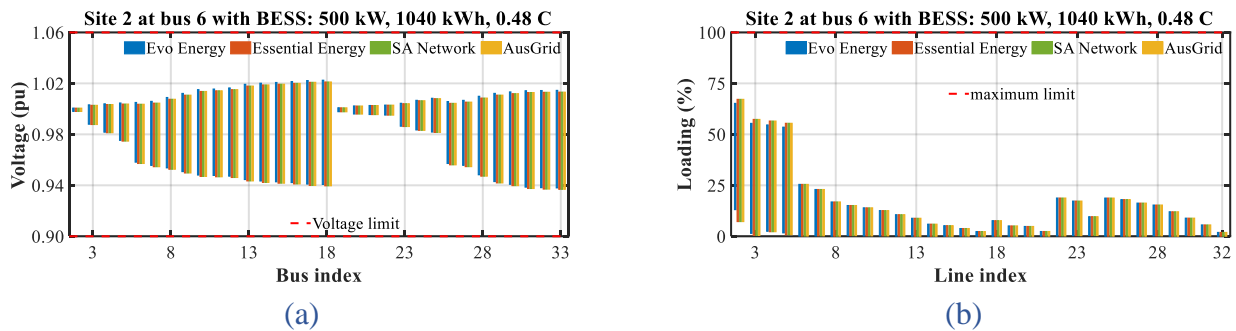 Site 2 at bus 6 with BESS: 500 kW, 1040 kWh, 0.48 C
1.06
Evo Energy Essential Energy SA Network AusGrid
1.02
0.98
0.94
0.90
Voltage (pu)
Voltage limit
3 8 13 18 23 28 33
Bus index
(a)
Site 2 at bus 6 with BESS: 500 kW, 1040 kWh, 0.48 C
100
Evo Energy Essential Energy SA Network AusGrid
75
maximum limit
50
25
0
Loading (%)
3 8 13 18 23 28 32
Line index
(b)